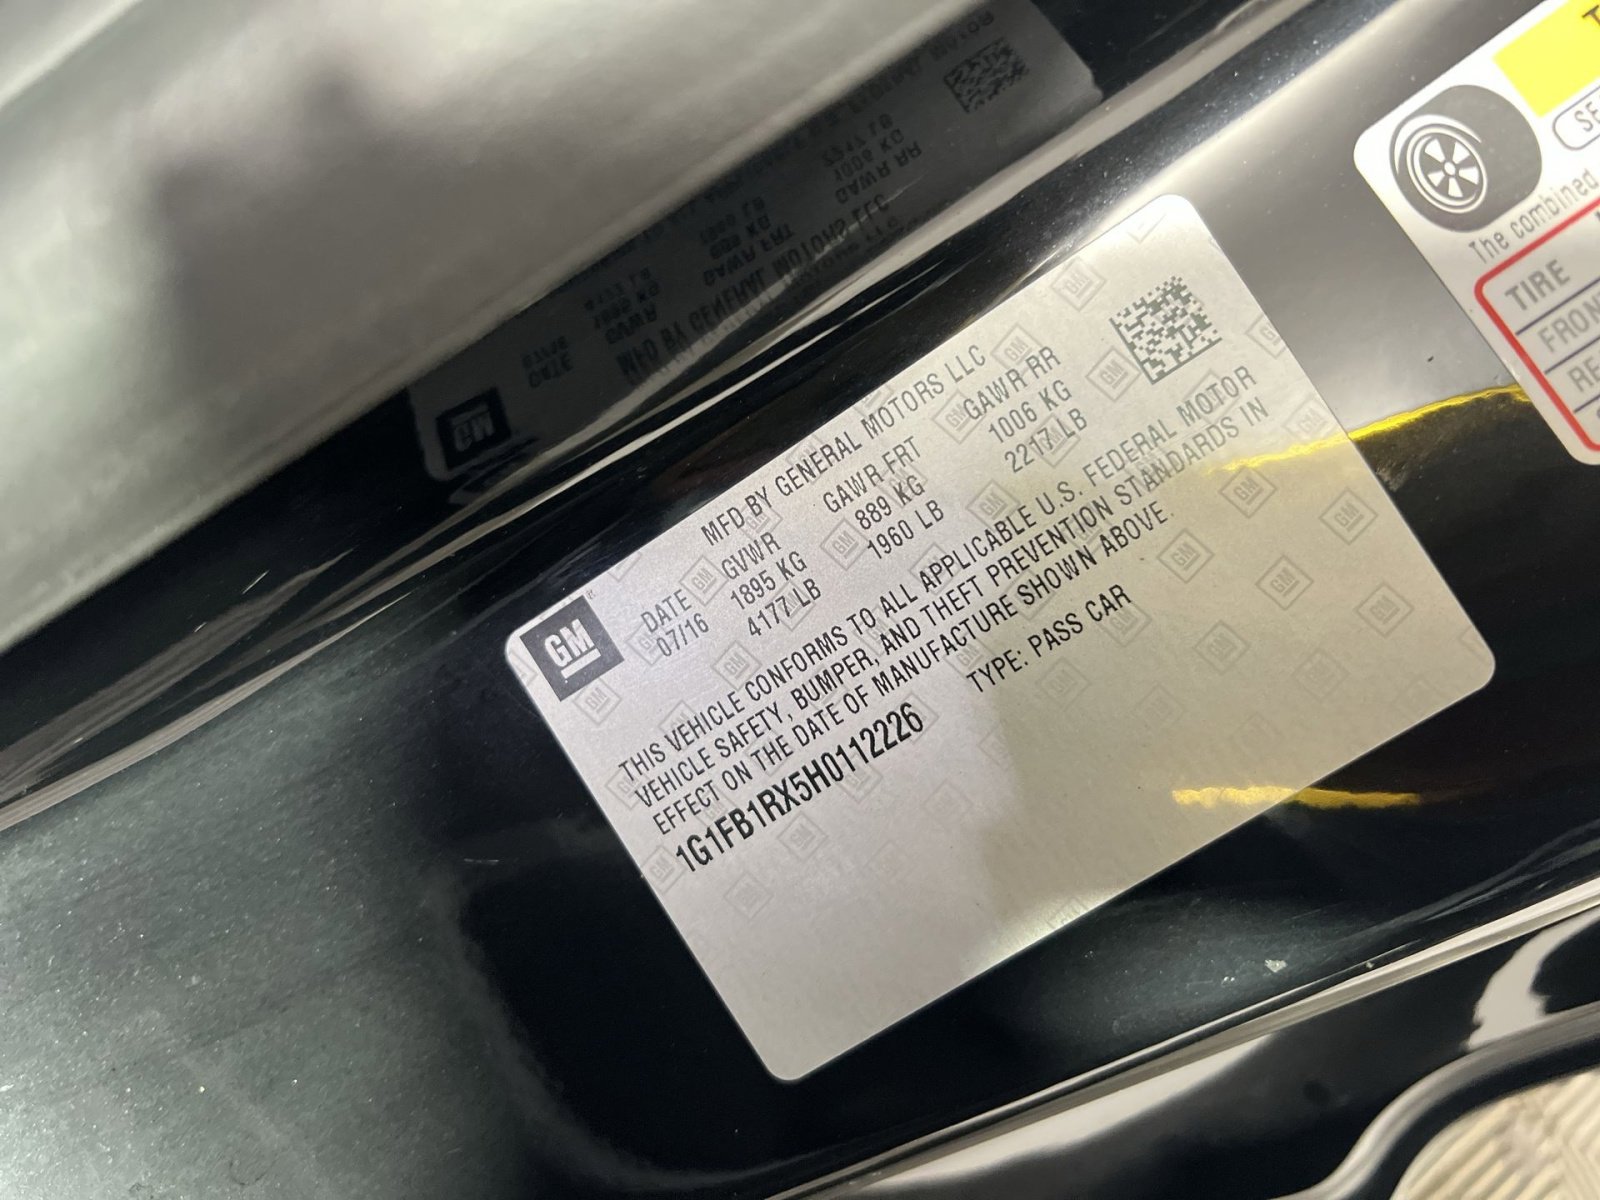 GM
MFD BY GENERAL MOTORS LLC
DATE GVWR GAWR FRT GAWR RR
07/16 1895 KG 889 KG 1006 KG
4177 LB 1960 LB 2217 LB
THIS VEHICLE CONFORMS TO ALL APPLICABLE U.S. FEDERAL MOTOR
VEHICLE SAFETY, BUMPER, AND THEFT PREVENTION STANDARDS IN
EFFECT ON THE DATE OF MANUFACTURE SHOWN ABOVE.
1G1FB1RX5H0112226 TYPE: PASS CAR
The combined
TIRE